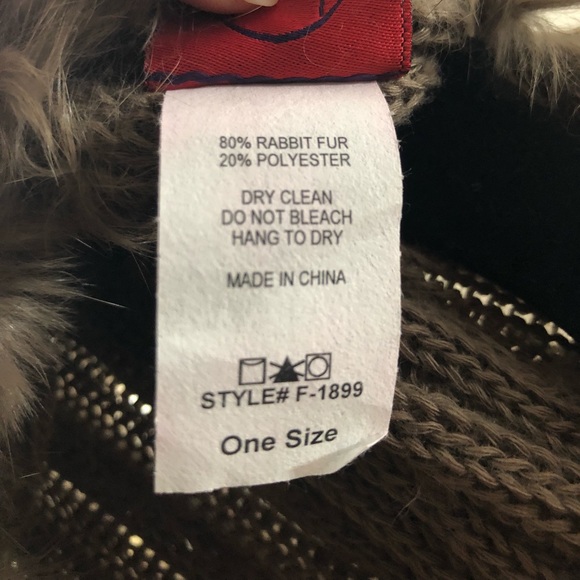 80% RABBIT FUR
20% POLYESTER
DRY CLEAN
DO NOT BLEACH
HANG TO DRY
MADE IN CHINA
STYLE# F-1899
One Size